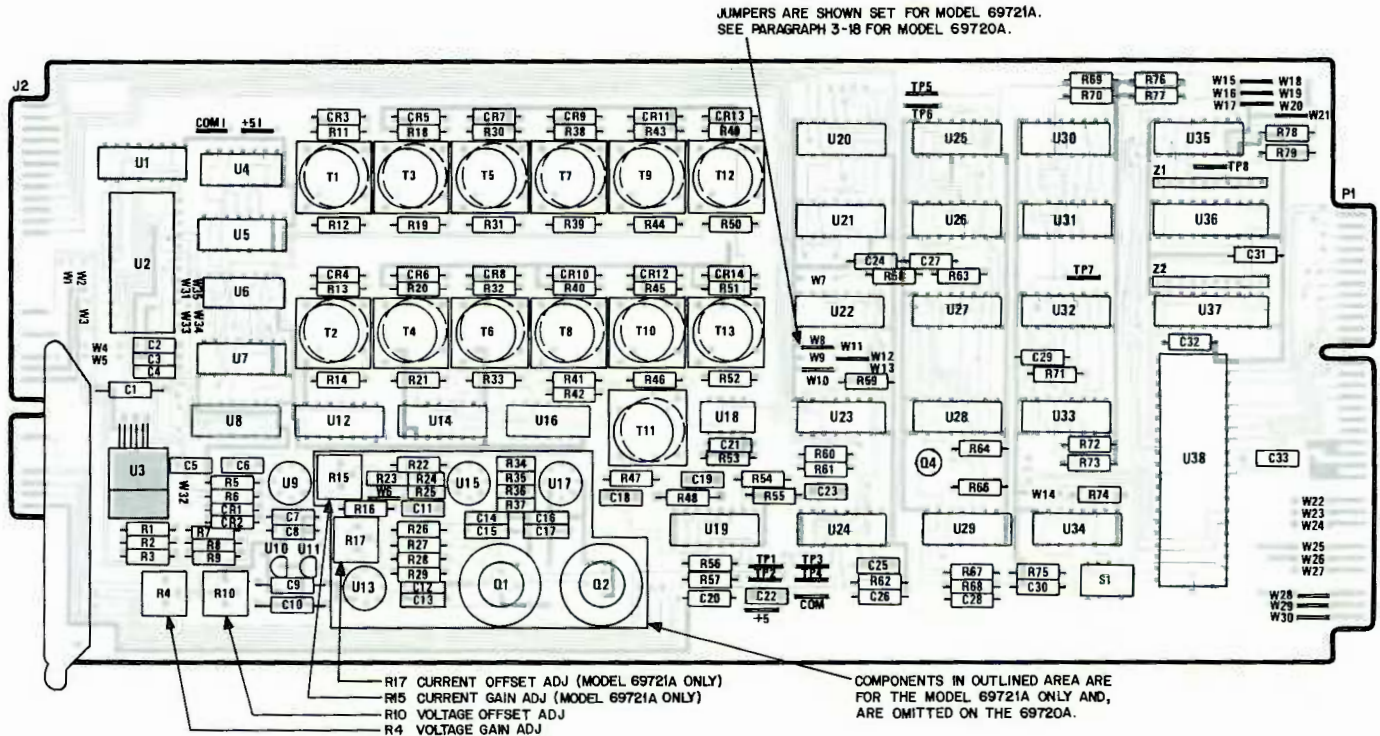 JUMPERS ARE SHOWN SET FOR MODEL 69721A.
SEE PARAGRAPH 3-18 FOR MODEL 69720A.
J2
R69 R76 W15 W18
TP5 R70 R77 W16 W19
TP6 W17 W20
W21
COM I +5 I CR3 CR5 CR7 CR9 CR11 CR13
R11 R18 R30 R38 R43 R49
U20 U25 U30 U35 R78
R79
U1 U4 T1 T3 T5 T7 T9 T12 TP8
Z1
P1
R12 R19 R31 R39 R44 R50 U21 U26 U31 U36
U5
U2
C31
C24 C27
R58 R63
CR4 CR6 CR8 CR10 CR12 CR14 TP7 Z2
W1 W2 W31 W35 U6 R13 R20 R32 R40 R45 R51 W7
U22 U27 U32 U37
W3 W33 W34 T2 T4 T6 T8 T10 T13
W4 C2 W8 W11 C32
W5 C3 U7 W9 W12 C29
C4 W10 R59 W13 R71
C1 R14 R21 R33 R41 R46 R52
R42
U8 U12 U14 U16 T11 U18 U23 U28 U33
C21 R64 R72
R53 R60 Q4 R73 U38
U3 C5 C6 U9 R15 R22 U15 R34 U17 R61 C33
R23 R24 R35 R47 C19 R54
W32 R5 W6 R25 R36 C18 R48 R55 C23 R66 W14 R74
R6 R16 C11 R37
CR1 C7 C14 C16
CR2 C8 C15 C17 U19 U24 U29 U34 W22
R1 R7 U10 U11 R17 R26 W23
R2 R8 R27 W24
R3 R9 R28 R56 TP1 TP3 C25 R67 R75 W25
R29 R57 TP2 TP4 R62 R68 C30 S1 W26
R4 R10 C9 U13 C12 Q1 Q2 C20 C22 COM C26 C28 W27
C10 C13 +5 W28
W29
W30
R17 CURRENT OFFSET ADJ (MODEL 69721A ONLY)
R15 CURRENT GAIN ADJ (MODEL 69721A ONLY)
R10 VOLTAGE OFFSET ADJ
R4 VOLTAGE GAIN ADJ
COMPONENTS IN OUTLINED AREA ARE
FOR THE MODEL 69721A ONLY AND,
ARE OMITTED ON THE 69720A.